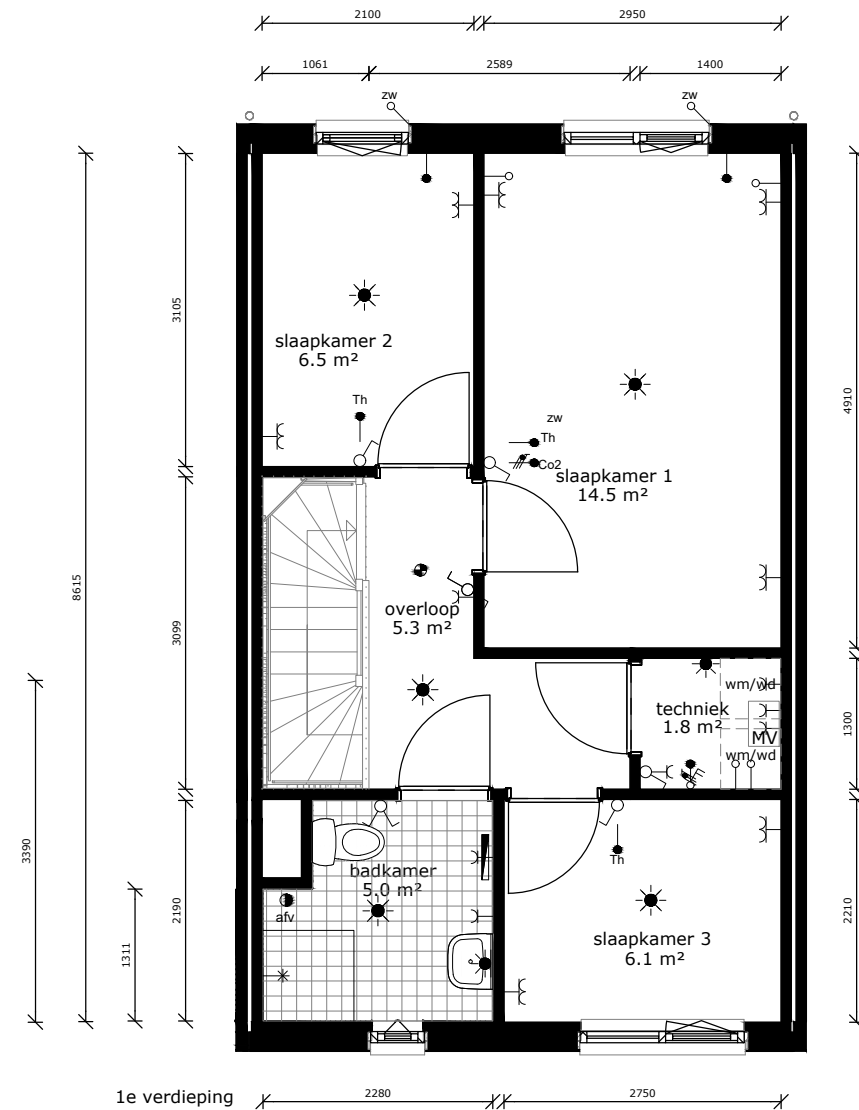 2100
2950
1061
2589
1400
zw
zw
3105
4910
8615
slaapkamer 2
6.5 m²
Th
zw
Th
Co2
slaapkamer 1
14.5 m²
3099
overloop
5.3 m²
wm/wd
techniek
1.8 m²
MV
wm/wd
1300
3390
badkamer
5.0 m²
Th
afv
slaapkamer 3
6.1 m²
2190
1311
2210
1e verdieping
2280
2750